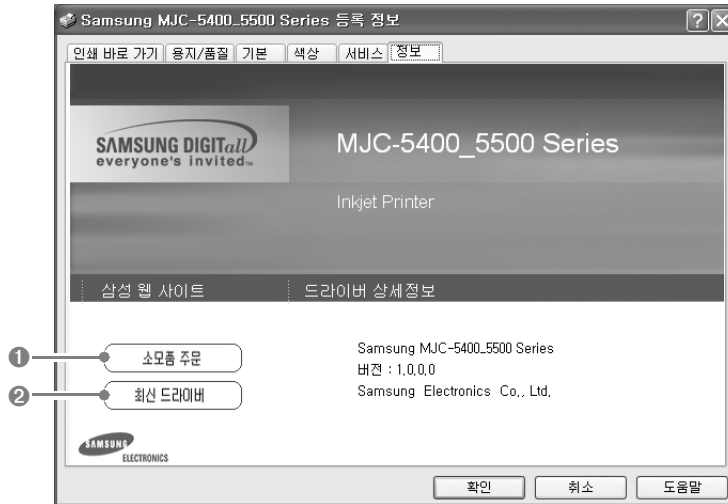 Samsung MJC-5400_5500 Series 등록 정보
인쇄 바로 가기 용지/품질 기본 색상 서비스 정보
SAMSUNG DIGITall
everyone's invited™
MJC-5400_5500 Series
Inkjet Printer
삼성 웹 사이트 드라이버 상세정보
❶ 소모품 주문
❷ 최신 드라이버
Samsung MJC-5400_5500 Series
버전 : 1.0.0.0
Samsung Electronics Co., Ltd.
SAMSUNG
ELECTRONICS
확인 취소 도움말